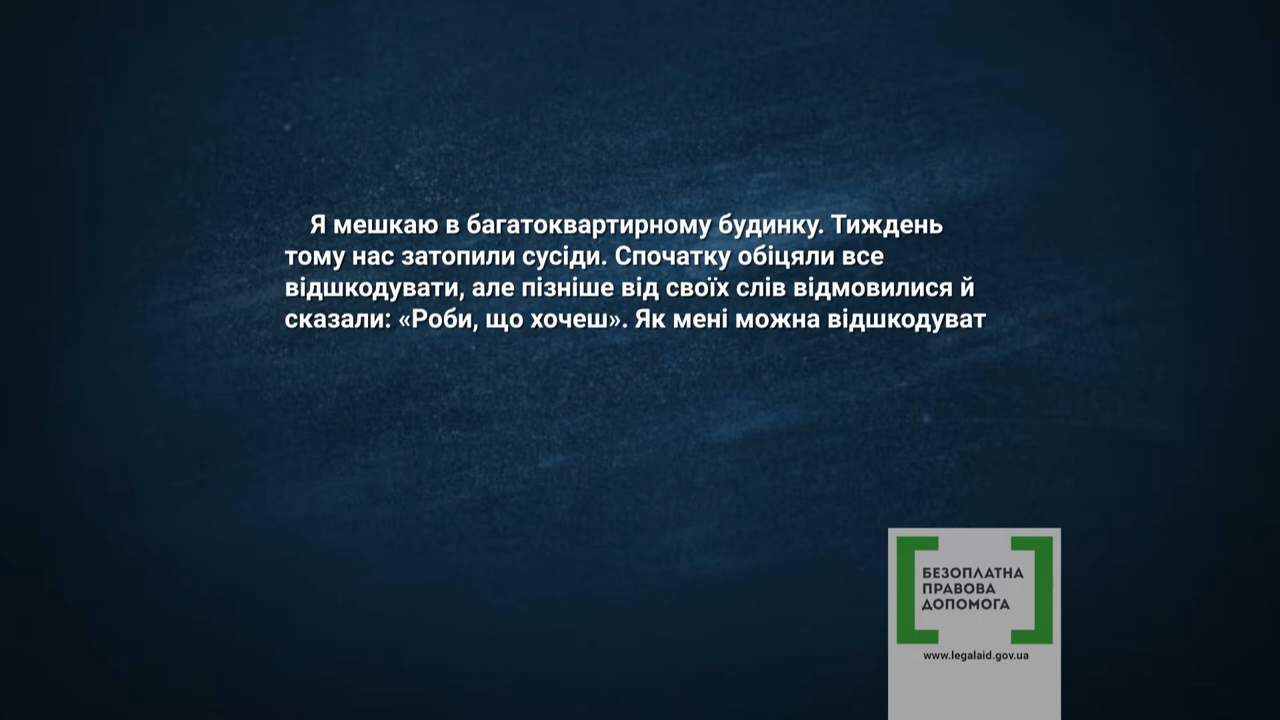 Я мешкаю в багатоквартирному будинку. Тиждень
тому нас затопили сусіди. Спочатку обіцяли все
відшкодувати, але пізніше від своїх слів відмовилися й
сказали: «Роби, що хочеш». Як мені можна відшкодуват
БЕЗОПЛАТНА
ПРАВОВА
ДОПОМОГА
www.legalaid.gov.ua